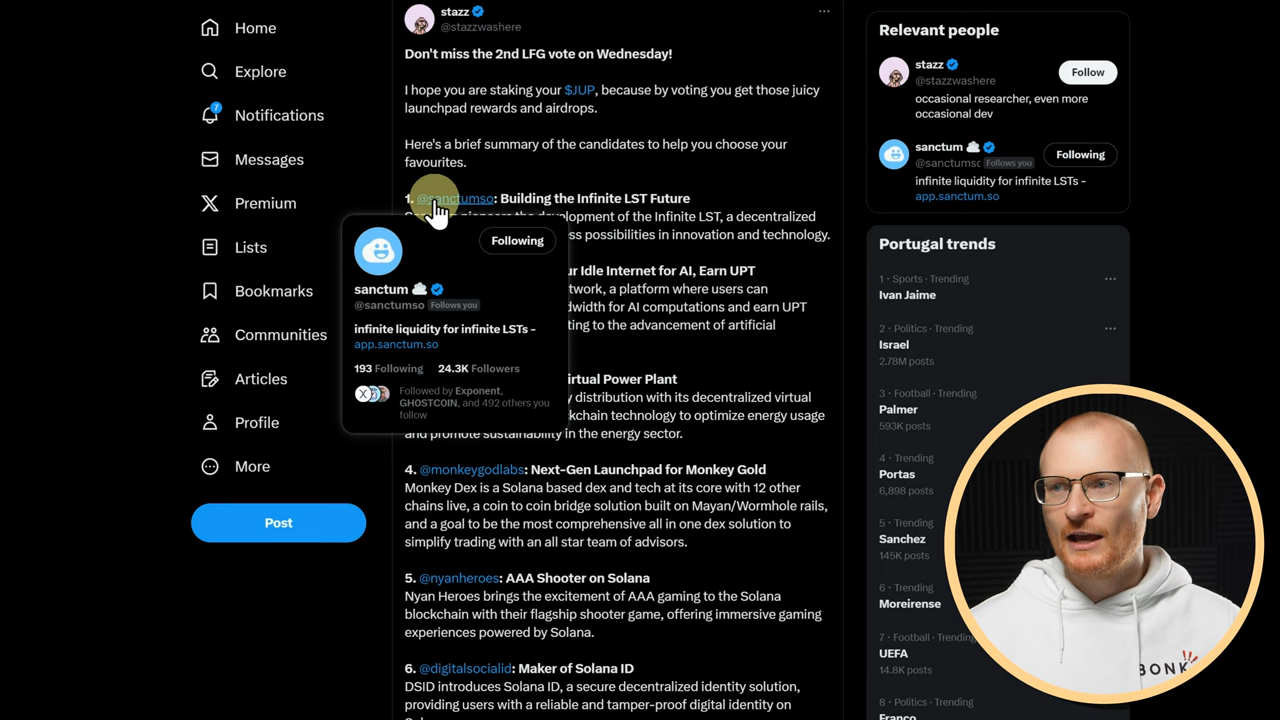 Home
Explore
7
Notifications
Messages
Premium
Lists
Bookmarks
Communities
Articles
Profile
More
Post
stazz
@stazzwashere
Don't miss the 2nd LFG vote on Wednesday!
I hope you are staking your $JUP, because by voting you get those juicy
launchpad rewards and airdrops.
Here's a brief summary of the candidates to help you choose your
favourites.
1. @sanctumso: Building the Infinite LST Future
development of the Infinite LST, a decentralized
possibilities in innovation and technology.
Idle Internet for AI, Earn UPT
a platform where users can
for AI computations and earn UPT
to the advancement of artificial
Power Plant
distribution with its decentralized virtual
technology to optimize energy usage
and promote sustainability in the energy sector.
4. @monkeygodlabs: Next-Gen Launchpad for Monkey Gold
Monkey Dex is a Solana based dex and tech at its core with 12 other
chains live, a coin to coin bridge solution built on Mayan/Wormhole rails,
and a goal to be the most comprehensive all in one dex solution to
simplify trading with an all star team of advisors.
5. @nyanheroes: AAA Shooter on Solana
Nyan Heroes brings the excitement of AAA gaming to the Solana
blockchain with their flagship shooter game, offering immersive gaming
experiences powered by Solana.
6. @digitalsocialid: Maker of Solana ID
DSID introduces Solana ID, a secure decentralized identity solution,
providing users with a reliable and tamper-proof digital identity on
Following
sanctum
@sanctumso Follows you
infinite liquidity for infinite LSTs -
app.sanctum.so
193 Following 24.3K Followers
Followed by Exponent,
GH0STCOIN, and 492 others you
follow
Relevant people
stazz
@stazzwashere
Follow
occasional researcher, even more
occasional dev
sanctum
@sanctumsc Follows you
Following
infinite liquidity for infinite LSTs -
app.sanctum.so
Portugal trends
1 · Sports · Trending
Ivan Jaime
2 · Politics · Trending
Israel
2.78M posts
3 · Football · Trending
Palmer
593K posts
4 · Trending
Portas
6,898 posts
5 · Trending
Sanchez
145K posts
6 · Trending
Moreirense
7 · Football · Trending
UEFA
14.8K posts
8 · Politics · Trending
Franco
BONK